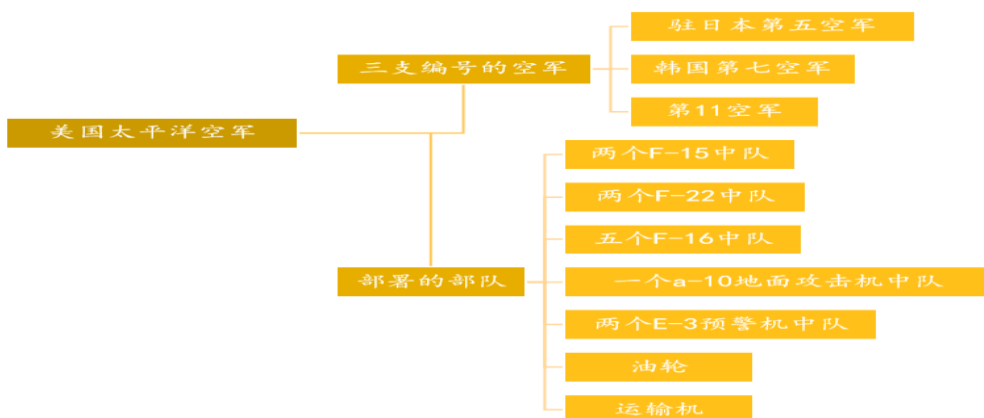 美国太平洋空军
三支编号的空军
驻日本第五空军
韩国第七空军
第11空军
部署的部队
两个F-15中队
两个F-22中队
五个F-16中队
一个a-10地面攻击机中队
两个E-3预警机中队
油轮
运输机